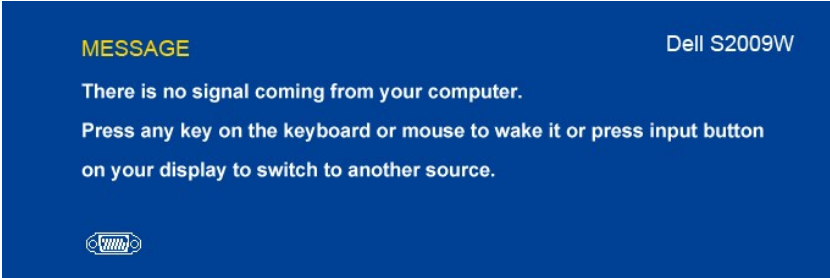 MESSAGE
Dell S2009W
There is no signal coming from your computer.
Press any key on the keyboard or mouse to wake it or press input button
on your display to switch to another source.